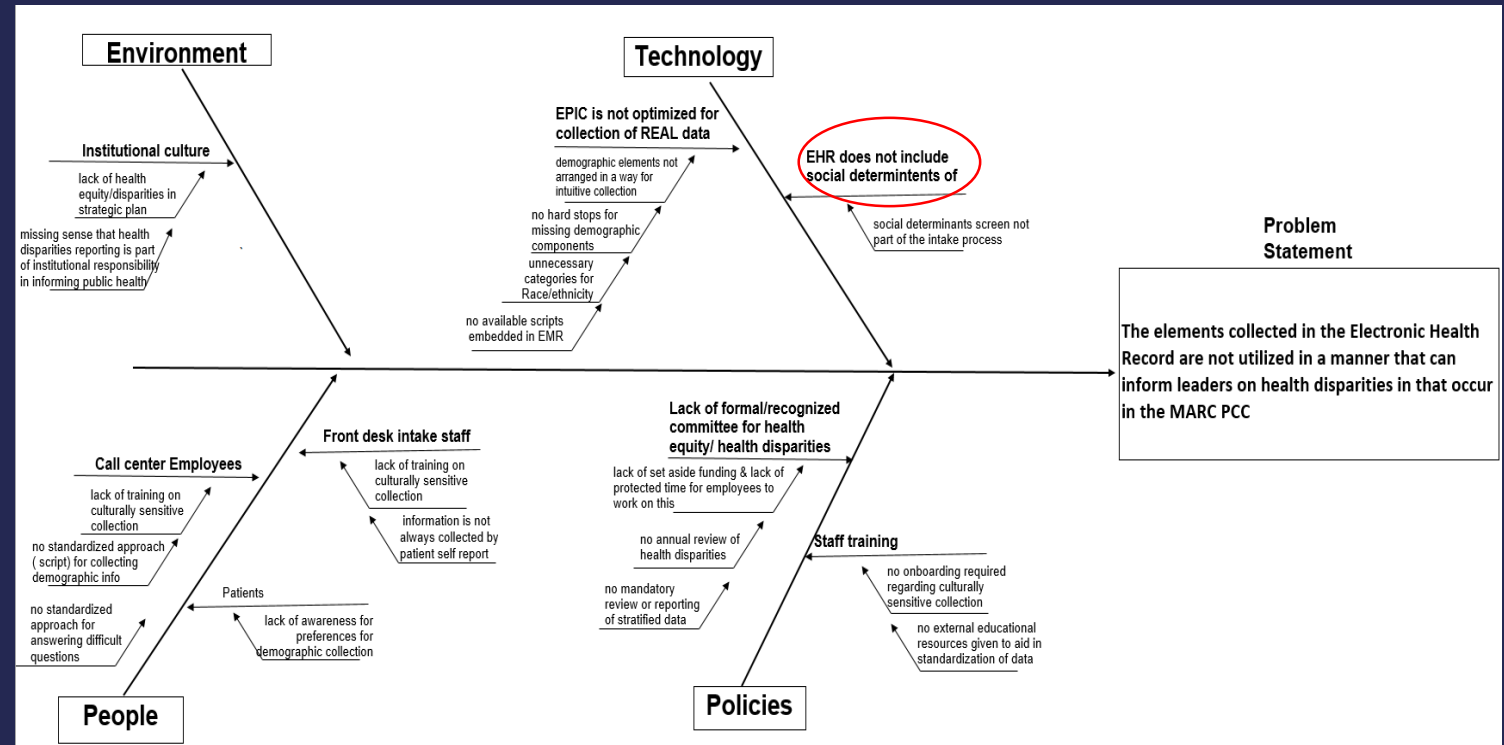 Environment
Institutional culture
lack of health
equity/disparities in
strategic plan
missing sense that health
disparities reporting is part
of institutional responsibility
in informing public health
Technology
EPIC is not optimized for
collection of REAL data
demographic elements not
arranged in a way for
intuitive collection
no hard stops for
missing demographic
components
unnecessary
categories for
Race/ethnicity
no available scripts
embedded in EMR
EHR does not include
social determintents of
social determinants screen not
part of the intake process
Problem
Statement
The elements collected in the Electronic Health
Record are not utilized in a manner that can
inform leaders on health disparities in that occur
in the MARC PCC
Front desk intake staff
lack of training on
culturally sensitive
collection
information is not
always collected by
patient self report
Call center Employees
lack of training on
culturally sensitive
collection
no standardized approach
( script) for collecting
demographic info
no standardized
approach for
answering difficult
questions
Patients
lack of awareness for
preferences for
demographic collection
People
Lack of formal/recognized
committee for health
equity/ health disparities
lack of set aside funding & lack of
protected time for employees to
work on this
no annual review of
health disparities
no mandatory
review or reporting
of stratified data
Staff training
no onboarding required
regarding culturally
sensitive collection
no external educational
resources given to aid in
standardization of data
Policies